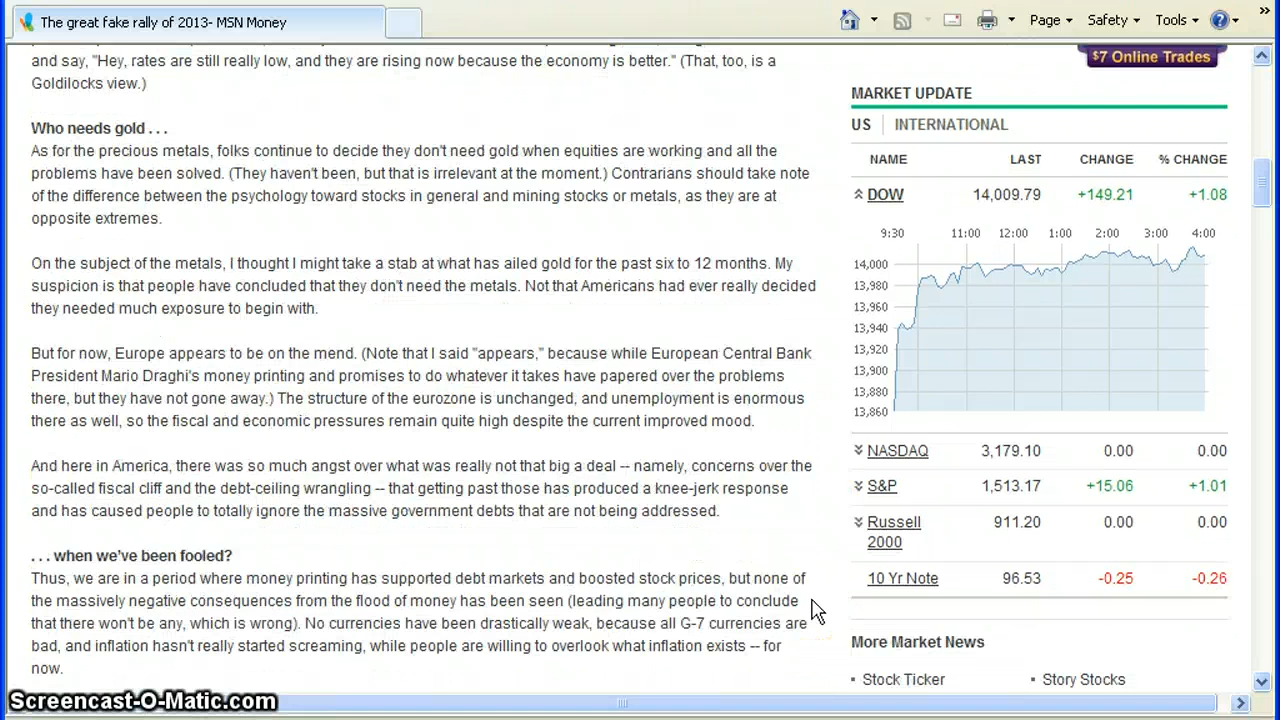 The great fake rally of 2013- MSN Money
Page
Safety
Tools
and say, "Hey, rates are still really low, and they are rising now because the economy is better." (That, too, is a
Goldilocks view.)
Who needs gold . . .
As for the precious metals, folks continue to decide they don't need gold when equities are working and all the
problems have been solved. (They haven't been, but that is irrelevant at the moment.) Contrarians should take note
of the difference between the psychology toward stocks in general and mining stocks or metals, as they are at
opposite extremes.
On the subject of the metals, I thought I might take a stab at what has ailed gold for the past six to 12 months. My
suspicion is that people have concluded that they don't need the metals. Not that Americans had ever really decided
they needed much exposure to begin with.
But for now, Europe appears to be on the mend. (Note that I said "appears," because while European Central Bank
President Mario Draghi's money printing and promises to do whatever it takes have papered over the problems
there, but they have not gone away.) The structure of the eurozone is unchanged, and unemployment is enormous
there as well, so the fiscal and economic pressures remain quite high despite the current improved mood.
And here in America, there was so much angst over what was really not that big a deal -- namely, concerns over the
so-called fiscal cliff and the debt-ceiling wrangling -- that getting past those has produced a knee-jerk response
and has caused people to totally ignore the massive government debts that are not being addressed.
. . . when we've been fooled?
Thus, we are in a period where money printing has supported debt markets and boosted stock prices, but none of
the massively negative consequences from the flood of money has been seen (leading many people to conclude
that there won't be any, which is wrong). No currencies have been drastically weak, because all G-7 currencies are
bad, and inflation hasn't really started screaming, while people are willing to overlook what inflation exists -- for
now.
$7 Online Trades
MARKET UPDATE
US | INTERNATIONAL
NAME LAST CHANGE % CHANGE
DOW 14,009.79 +149.21 +1.08
9:30 11:00 12:00 1:00 2:00 3:00 4:00
14,000
13,980
13,960
13,940
13,920
13,900
13,880
13,860
NASDAQ 3,179.10 0.00 0.00
S&P 1,513.17 +15.06 +1.01
Russell 2000 911.20 0.00 0.00
10 Yr Note 96.53 -0.25 -0.26
More Market News
Stock Ticker
Story Stocks
Screencast-O-Matic.com